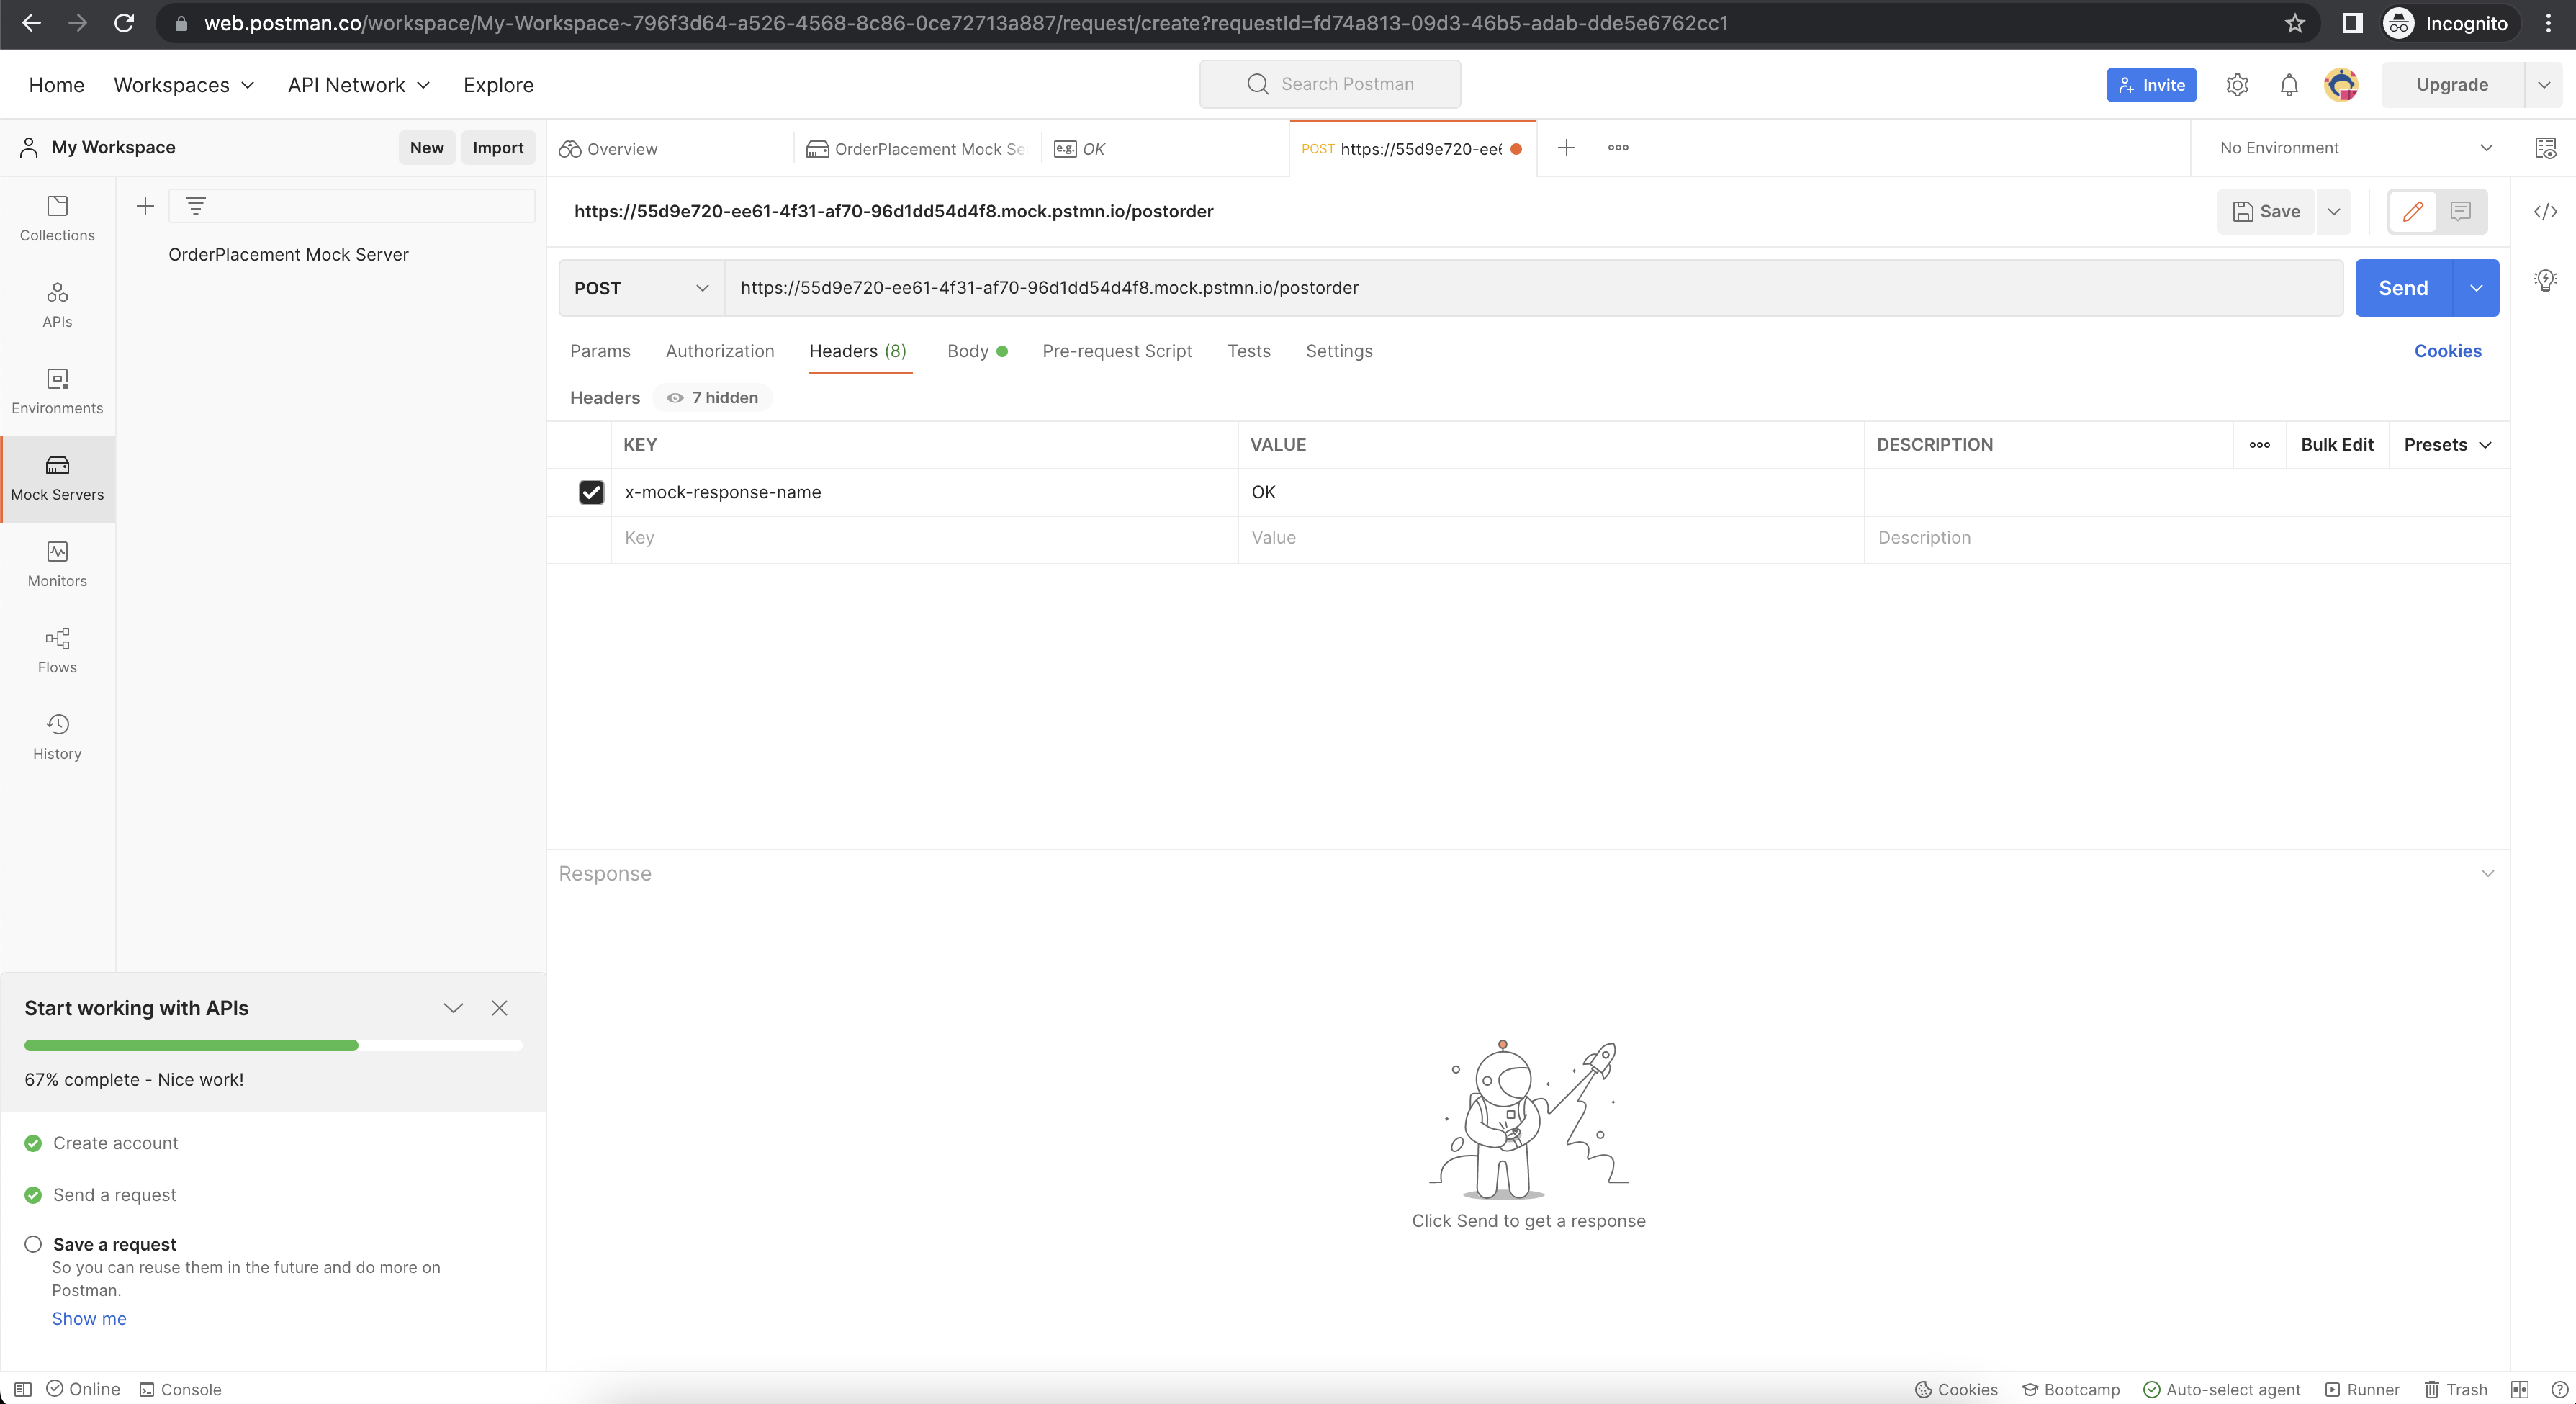 web.postman.co/workspace/My-Workspace~796f3d64-a526-4568-8c86-0ce72713a887/request/create?requestId=fd74a813-09d3-46b5-adab-dde5e6762cc1
Incognito
Home
Workspaces
API Network
Explore
Search Postman
Invite
Upgrade
My Workspace
New
Import
Overview
OrderPlacement Mock Se
e.g. OK
POST https://55d9e720-ee6
No Environment
Collections
APIs
Environments
Mock Servers
Monitors
Flows
History
OrderPlacement Mock Server
https://55d9e720-ee61-4f31-af70-96d1dd54d4f8.mock.pstmn.io/postorder
Save
POST
https://55d9e720-ee61-4f31-af70-96d1dd54d4f8.mock.pstmn.io/postorder
Send
Params
Authorization
Headers (8)
Body
Pre-request Script
Tests
Settings
Cookies
Headers
7 hidden
KEY
VALUE
DESCRIPTION
Bulk Edit
Presets
x-mock-response-name
OK
Key
Value
Description
Response
Click Send to get a response
Start working with APIs
67% complete - Nice work!
Create account
Send a request
Save a request
So you can reuse them in the future and do more on
Postman.
Show me
Online
Console
Cookies
Bootcamp
Auto-select agent
Runner
Trash